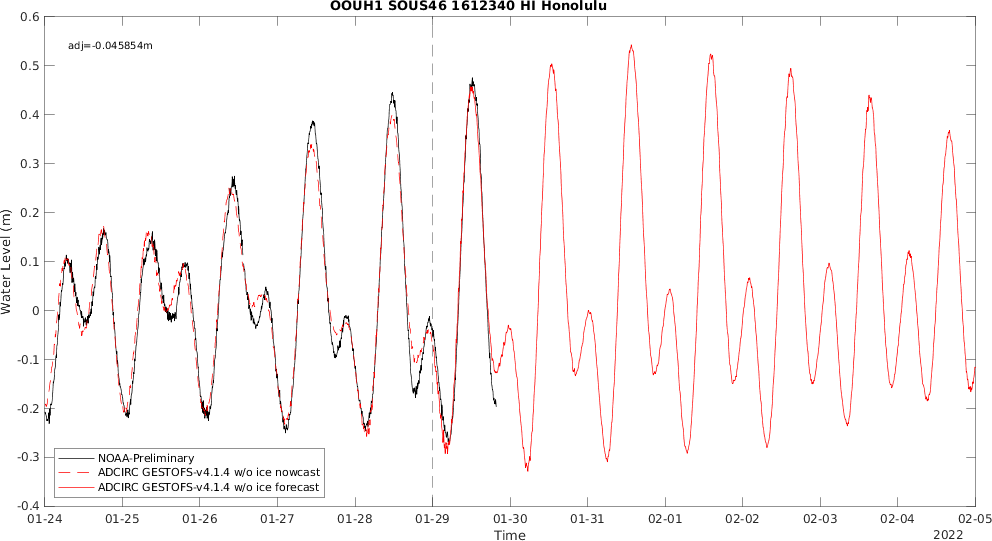 OOUH1 SOUS46 1612340 HI Honolulu
adj=-0.045854m
Water Level (m)
0.6
0.5
0.4
0.3
0.2
0.1
0
-0.1
-0.2
-0.3
-0.4
NOAA-Preliminary
ADCIRC GESTOFS-v4.1.4 w/o ice nowcast
ADCIRC GESTOFS-v4.1.4 w/o ice forecast
01-24 01-25 01-26 01-27 01-28 01-29 01-30 01-31 02-01 02-02 02-03 02-04 02-05
Time
2022